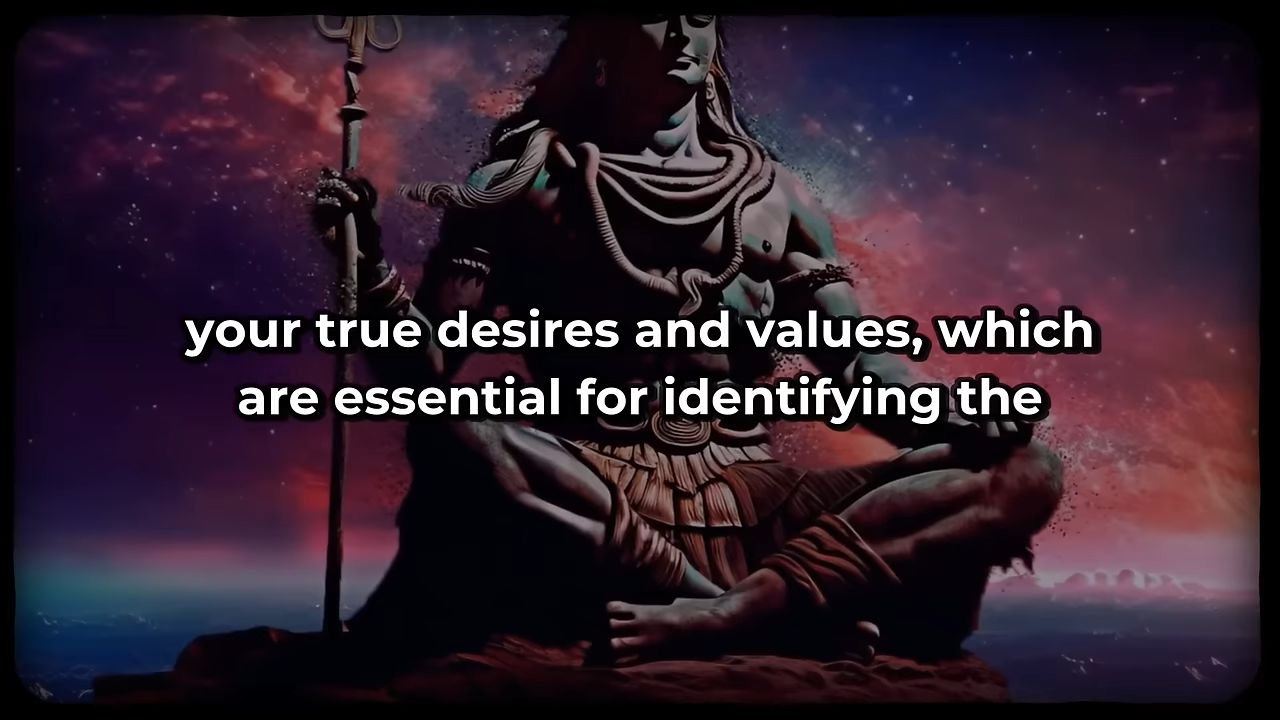 your true desires and values, which
are essential for identifying the